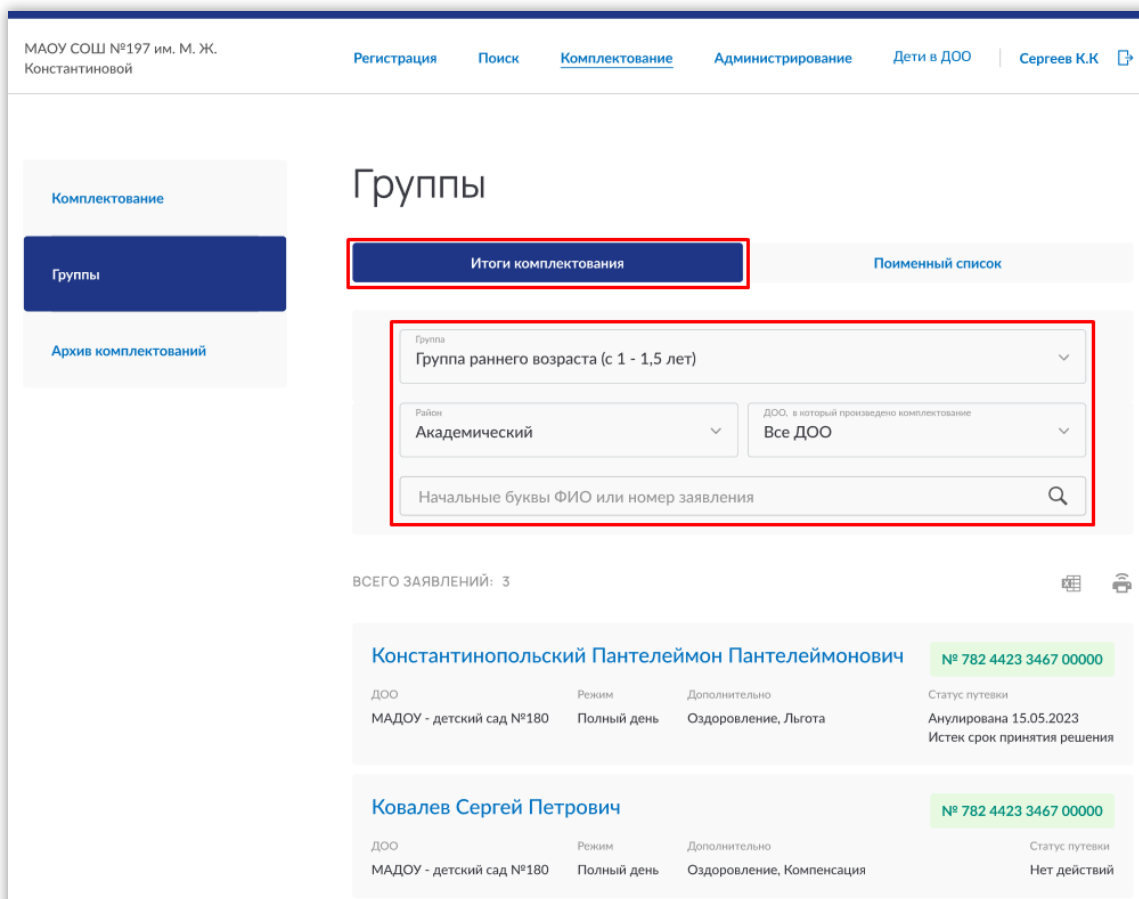 МАОУ СОШ №197 им. М. Ж.
Константиновой
Регистрация Поиск Комплектование Администрирование Дети в ДОО Сергеев К.К
Комплектование
Группы
Архив комплектований
Группы
Итоги комплектования Поименный список
Группа
Группа раннего возраста (с 1 - 1,5 лет)
Район
Академический
ДОО, в который произведено комплектование
Все ДОО
Начальные буквы ФИО или номер заявления
ВСЕГО ЗАЯВЛЕНИЙ: 3
Константинопольский Пантелеймон Пантелеймонович № 782 4423 3467 00000
ДОО Режим Дополнительно Статус путевки
МАДОУ - детский сад №180 Полный день Оздоровление, Льгота Анулирована 15.05.2023
Истек срок принятия решения
Ковалев Сергей Петрович № 782 4423 3467 00000
ДОО Режим Дополнительно Статус путевки
МАДОУ - детский сад №180 Полный день Оздоровление, Компенсация Нет действий